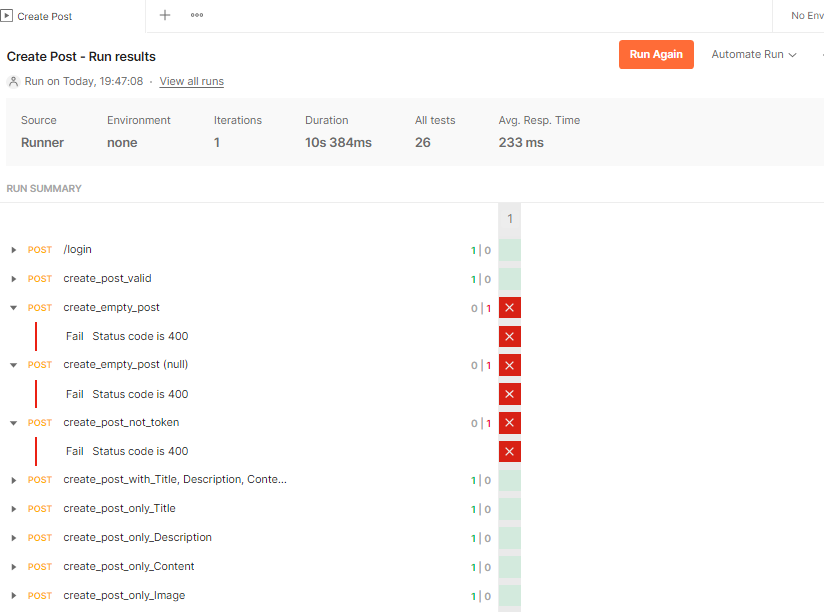 Create Post
No Env
Create Post - Run results
Run Again
Automate Run
Run on Today, 19:47:08 · View all runs
Source Environment Iterations Duration All tests Avg. Resp. Time
Runner none 1 10s 384ms 26 233 ms
RUN SUMMARY
1
POST /login 1 | 0
POST create_post_valid 1 | 0
POST create_empty_post 0 | 1
Fail Status code is 400
POST create_empty_post (null) 0 | 1
Fail Status code is 400
POST create_post_not_token 0 | 1
Fail Status code is 400
POST create_post_with_Title, Description, Conte... 1 | 0
POST create_post_only_Title 1 | 0
POST create_post_only_Description 1 | 0
POST create_post_only_Content 1 | 0
POST create_post_only_Image 1 | 0